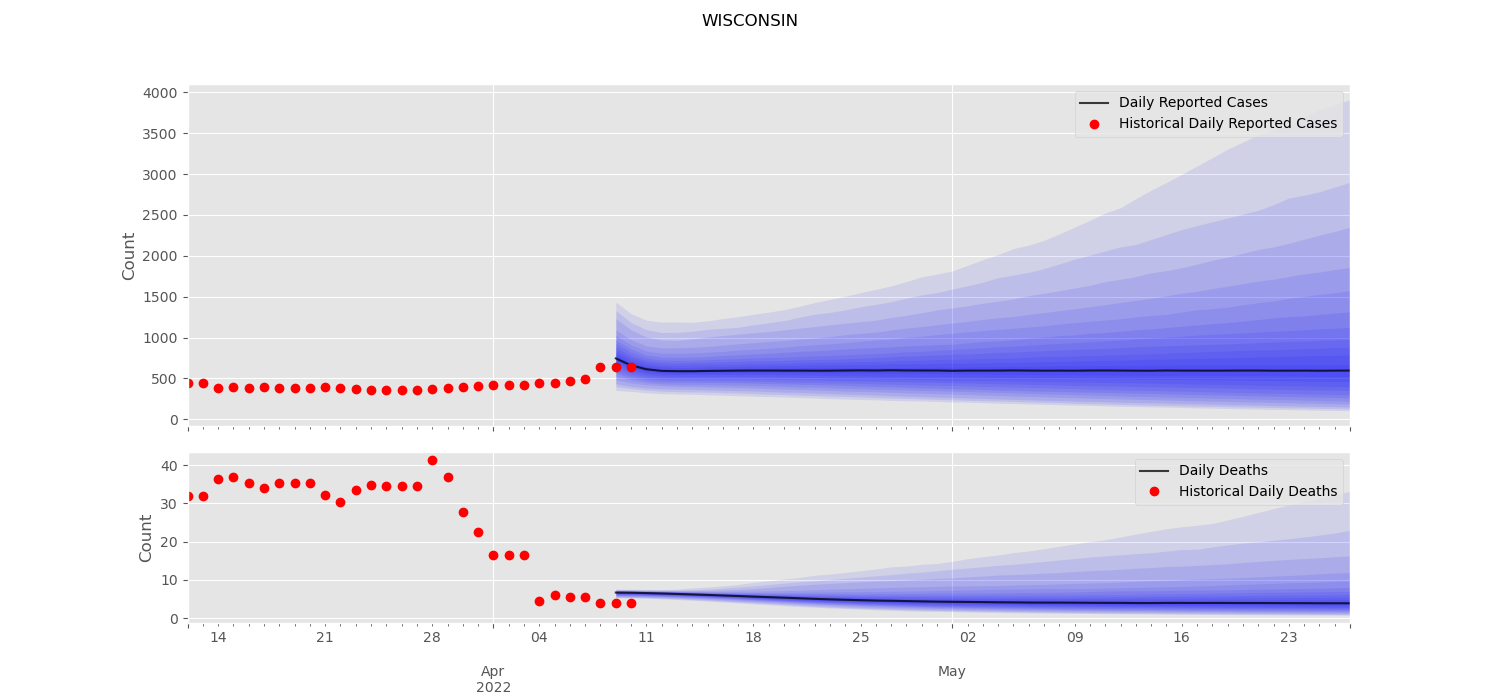 WISCONSIN
4000
3500
3000
2500
2000
1500
1000
500
0
Count
Daily Reported Cases
Historical Daily Reported Cases
40
30
20
10
0
Count
Daily Deaths
Historical Daily Deaths
14 21 28 04 11 18 25 02 09 16 23
Apr May
2022